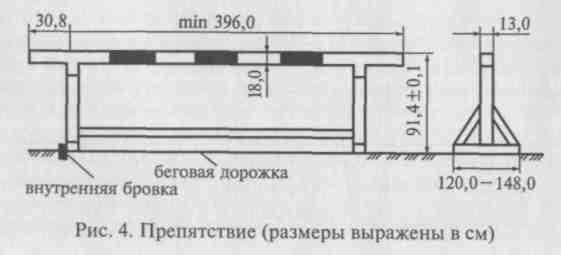 30,8
min 396,0
13,0
18,0
91,4±0,1
беговая дорожка
внутренняя бровка
120,0–148,0
Рис. 4. Препятствие (размеры выражены в см)